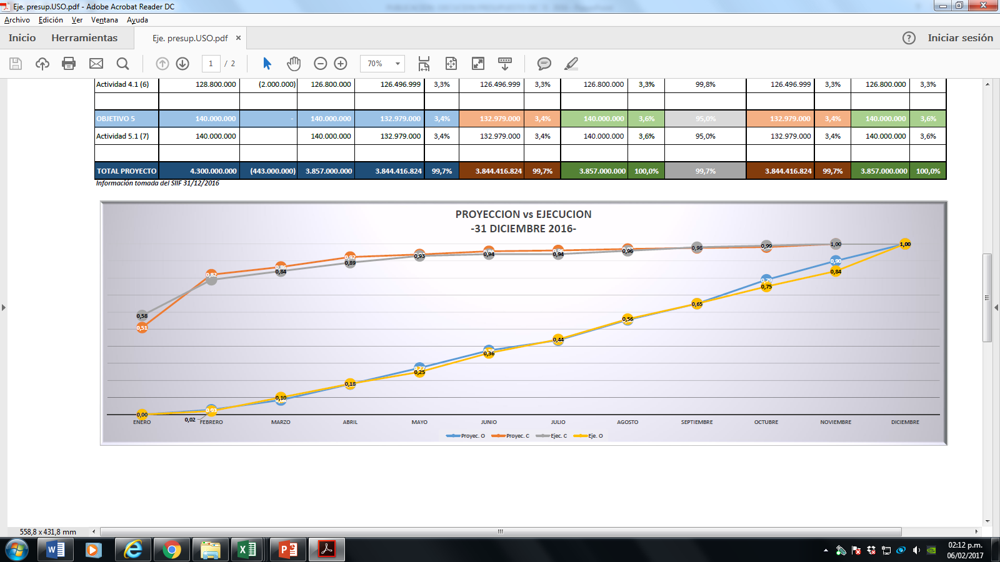 Eje. presup.USO.pdf - Adobe Acrobat Reader DC
Archivo Edición Ver Ventana Ayuda
Inicio Herramientas Eje. presup.USO.pdf × ? Iniciar sesión
1 / 2 70%
Actividad 4.1 (6) 128.800.000 (2.000.000) 126.800.000 126.496.999 3,3% 126.496.999 3,3% 126.800.000 3,3% 99,8% 126.496.999 3,3% 126.800.000 3,3%
OBJETIVO 5 140.000.000 - 140.000.000 132.979.000 3,4% 132.979.000 3,4% 140.000.000 3,6% 95,0% 132.979.000 3,4% 140.000.000 3,6%
Actividad 5.1 (7) 140.000.000 140.000.000 132.979.000 3,4% 132.979.000 3,4% 140.000.000 3,6% 95,0% 132.979.000 3,4% 140.000.000 3,6%
TOTAL PROYECTO 4.300.000.000 (443.000.000) 3.857.000.000 3.844.416.824 99,7% 3.844.416.824 99,7% 3.857.000.000 100,0% 99,7% 3.844.416.824 99,7% 3.857.000.000 100,0%
Información tomada del SIIF 31/12/2016
PROYECCION vs EJECUCION
-31 DICIEMBRE 2016-
0,92 0,93 0,94 0,94 0,96 0,98 0,99 1,00 1,00
0,82 0,86 0,84 0,89 0,90
0,79 0,84
0,58 0,75
0,51 0,65
0,56
0,44
0,36
0,25
0,18
0,10
0,00
0,02
ENERO FEBRERO MARZO ABRIL MAYO JUNIO JULIO AGOSTO SEPTIEMBRE OCTUBRE NOVIEMBRE DICIEMBRE
Proyec. O Proyec. C Ejec. C Eje. O
558,8 x 431,8 mm
02:12 p.m.
06/02/2017